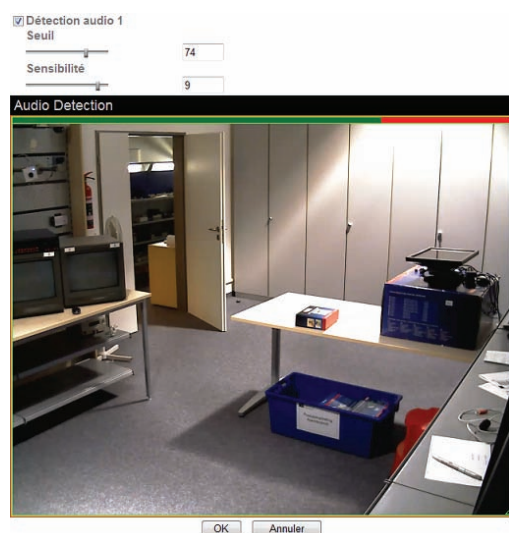 Détection audio 1
Seuil
74
Sensibilité
9
Audio Detection
OK Annuler